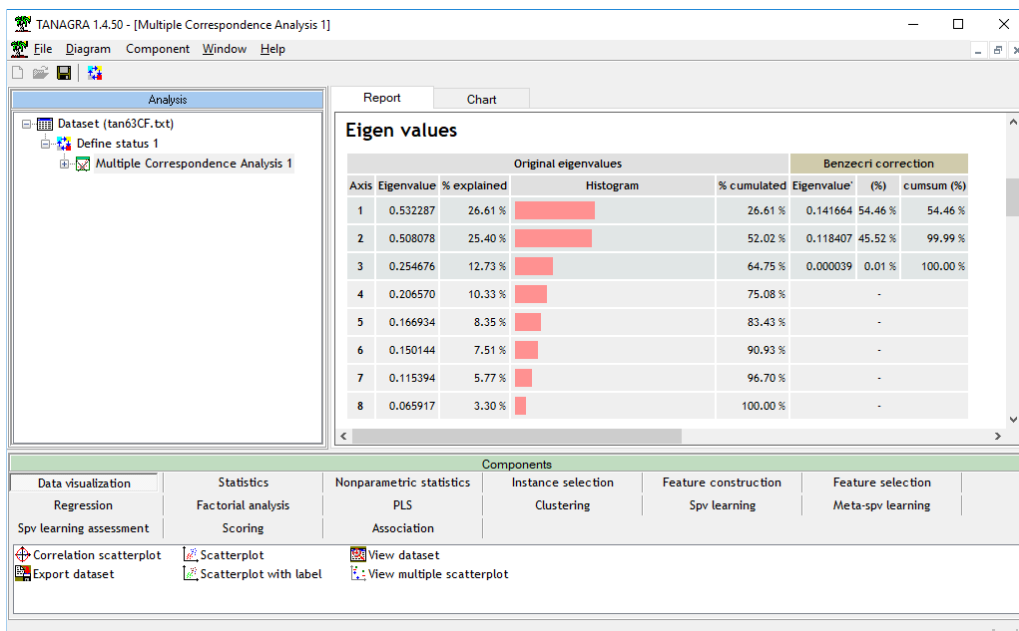 TANAGRA 1.4.50 - [Multiple Correspondence Analysis 1]
File Diagram Component Window Help
Analysis
Dataset (tan63CF.txt)
Define status 1
Multiple Correspondence Analysis 1
Report Chart
Eigen values
Original eigenvalues Benzecri correction
Axis Eigenvalue % explained Histogram % cumulated Eigenvalue' (%) cumsum (%)
1 0.532287 26.61 % 26.61 % 0.141664 54.46 % 54.46 %
2 0.508078 25.40 % 52.02 % 0.118407 45.52 % 99.99 %
3 0.254676 12.73 % 64.75 % 0.000039 0.01 % 100.00 %
4 0.206570 10.33 % 75.08 % -
5 0.166934 8.35 % 83.43 % -
6 0.150144 7.51 % 90.93 % -
7 0.115394 5.77 % 96.70 % -
8 0.065917 3.30 % 100.00 % -
Components
Data visualization Statistics Nonparametric statistics Instance selection Feature construction Feature selection
Regression Factorial analysis PLS Clustering Spv learning Meta-spv learning
Spv learning assessment Scoring Association
Correlation scatterplot Scatterplot View dataset
Export dataset Scatterplot with label View multiple scatterplot